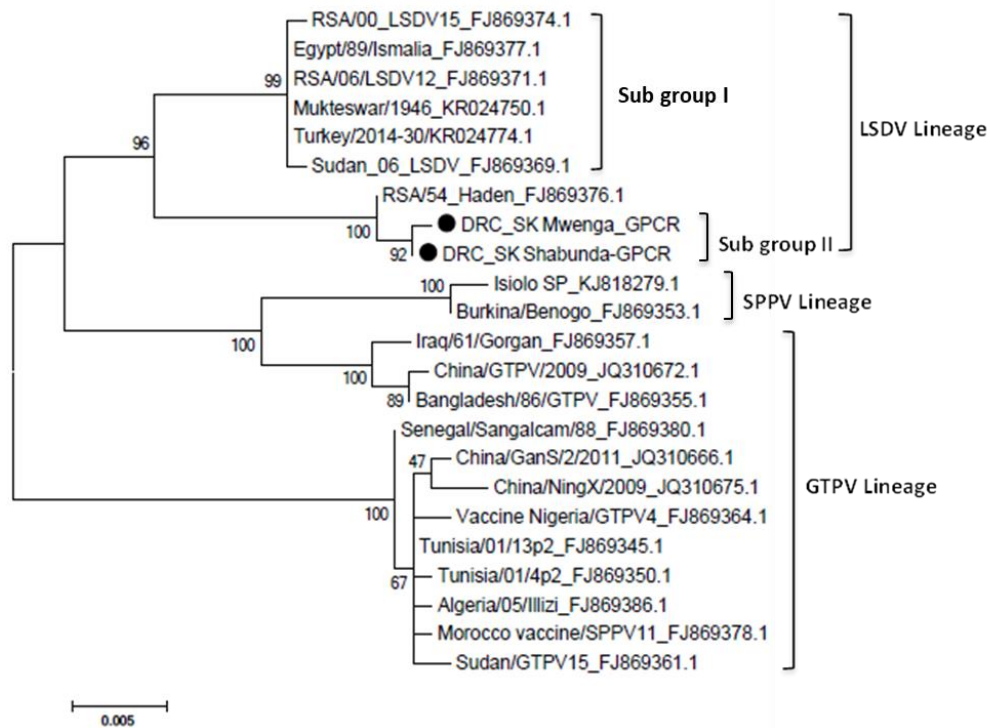 RSA/00_LSDV15_FJ869374.1
Egypt/89/Ismalia_FJ869377.1
99
RSA/06/LSDV12_FJ869371.1
Sub group I
Mukteswar/1946_KR024750.1
LSDV Lineage
Turkey/2014-30/KR024774.1
96
Sudan_06_LSDV_FJ869369.1
RSA/54_Haden_FJ869376.1
100
DRC_SK Mwenga_GPCR
Sub group II
92
DRC_SK Shabunda-GPCR
100
Isiolo SP_KJ818279.1
SPPV Lineage
Burkina/Benogo_FJ869353.1
100
Iraq/61/Gorgan_FJ869357.1
100
China/GTPV/2009_JQ310672.1
89
Bangladesh/86/GTPV_FJ869355.1
Senegal/Sangalcam/88_FJ869380.1
47
China/GanS/2/2011_JQ310666.1
China/NingX/2009_JQ310675.1
GTPV Lineage
100
Vaccine Nigeria/GTPV4_FJ869364.1
Tunisia/01/13p2_FJ869345.1
67
Tunisia/01/4p2_FJ869350.1
Algeria/05/Illizi_FJ869386.1
Morocco vaccine/SPPV11_FJ869378.1
Sudan/GTPV15_FJ869361.1
0.005